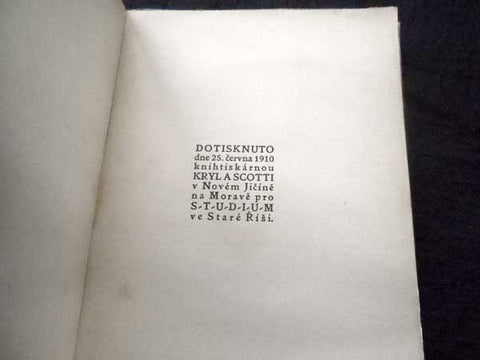 DOTISKNUTO
dne 25. června 1910
knihtiskárnou
KRYL A SCOTTI
v Novém Jičíně
na Moravě pro
S-T-U-D-I-U-M
ve Staré Říši.